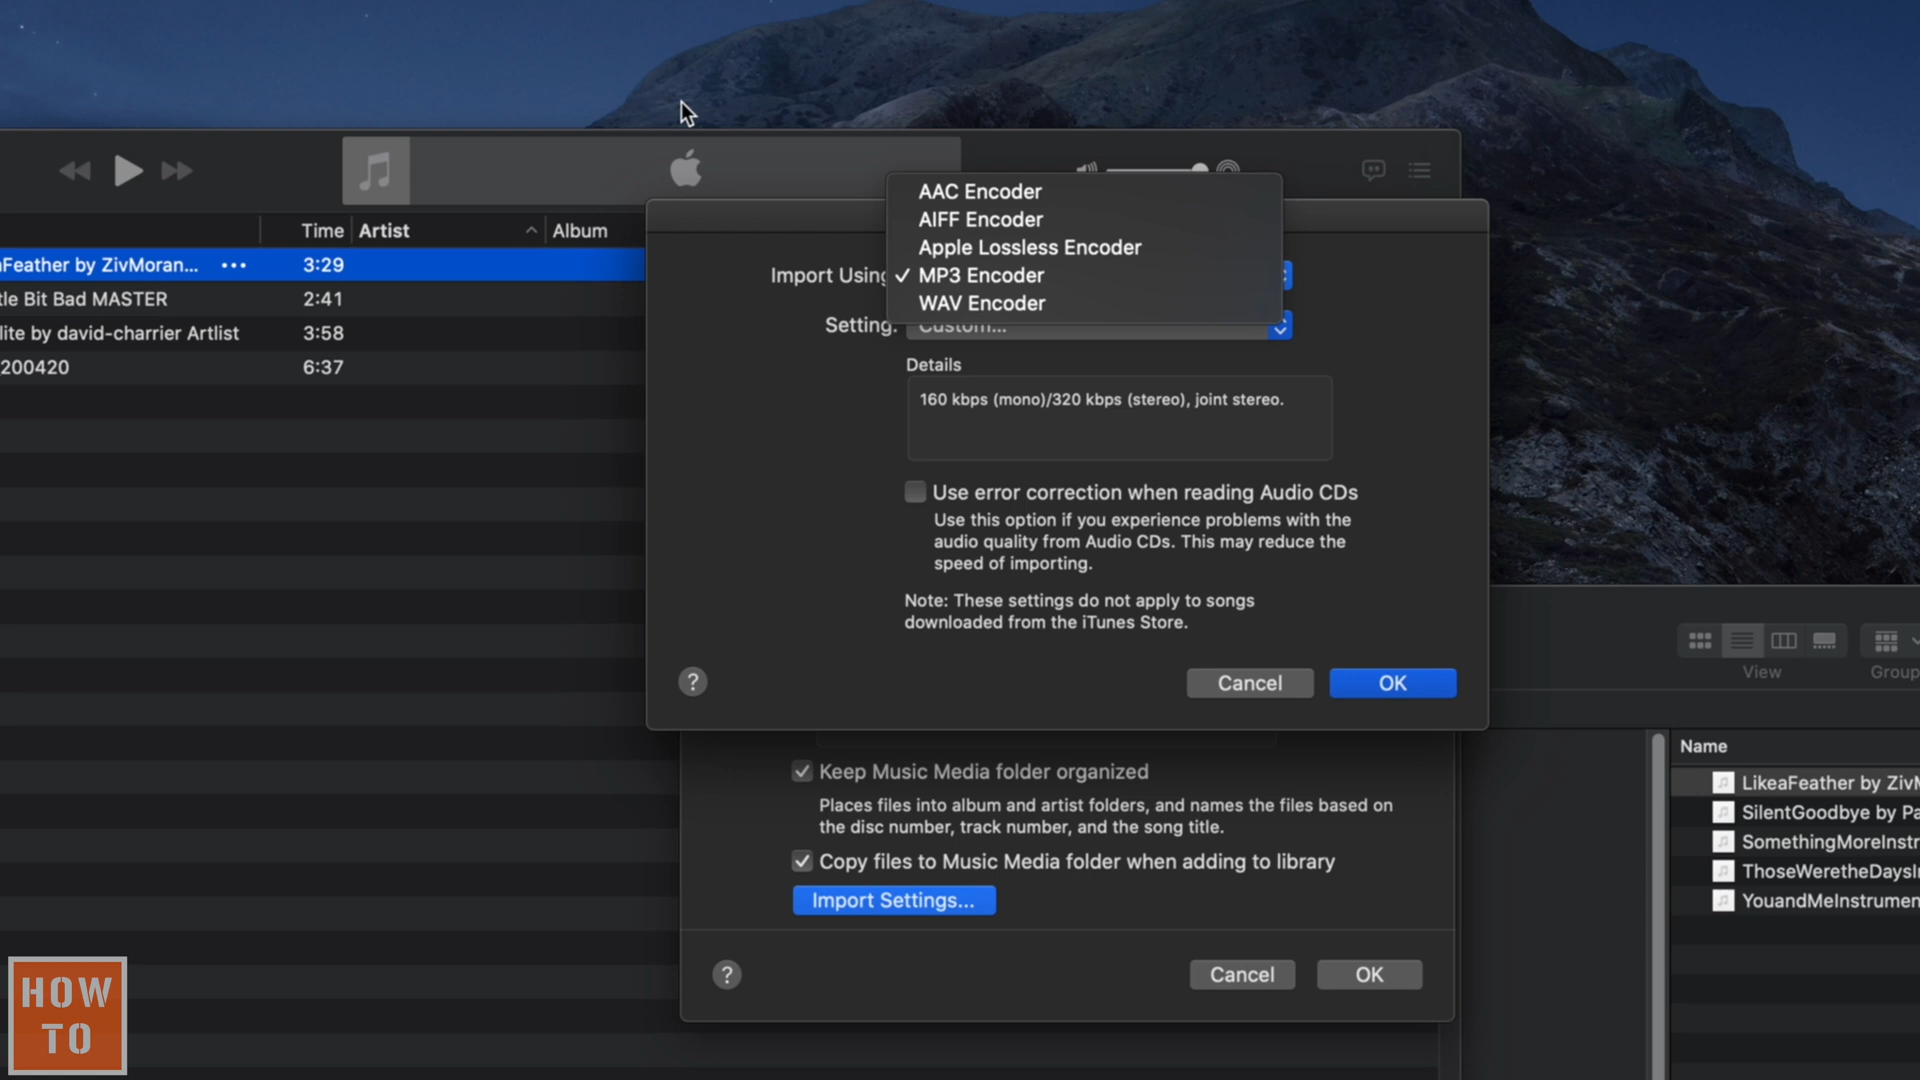 AAC Encoder
AIFF Encoder
Apple Lossless Encoder
Import Using
✓ MP3 Encoder
WAV Encoder
Setting:
Custom...
Details
160 kbps (mono)/320 kbps (stereo), joint stereo.
Use error correction when reading Audio CDs
Use this option if you experience problems with the
audio quality from Audio CDs. This may reduce the
speed of importing.
Note: These settings do not apply to songs
downloaded from the iTunes Store.
?
Cancel
OK
Time
Artist
Album
aFeather by ZivMoran... ••• 3:29
tle Bit Bad MASTER 2:41
lite by david-charrier Artlist 3:58
200420 6:37
Keep Music Media folder organized
Places files into album and artist folders, and names the files based on
the disc number, track number, and the song title.
Copy files to Music Media folder when adding to library
Import Settings...
?
Cancel
OK
View
Group
Name
LikeaFeather by ZivM
SilentGoodbye by Pa
SomethingMoreInstr
ThoseWeretheDaysIn
YouandMeInstrumen
HOW
TO